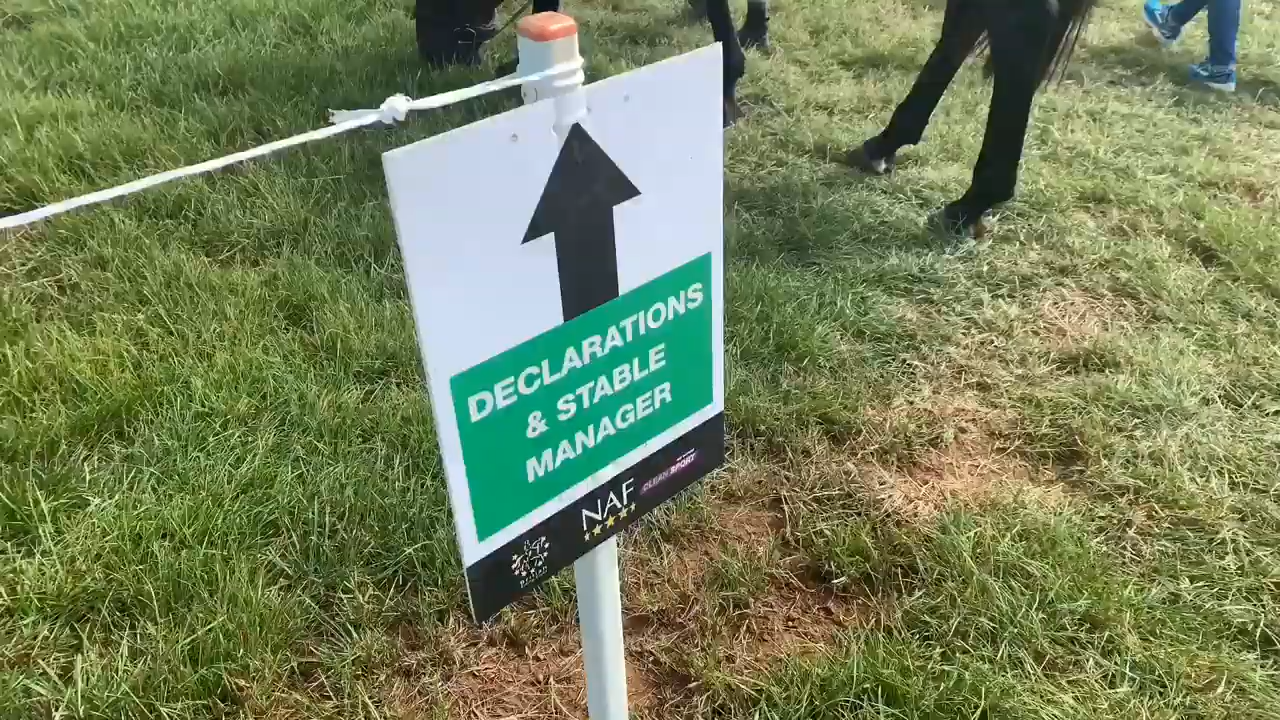 DECLARATIONS
& STABLE
MANAGER
NAF
CLEAN SPORT